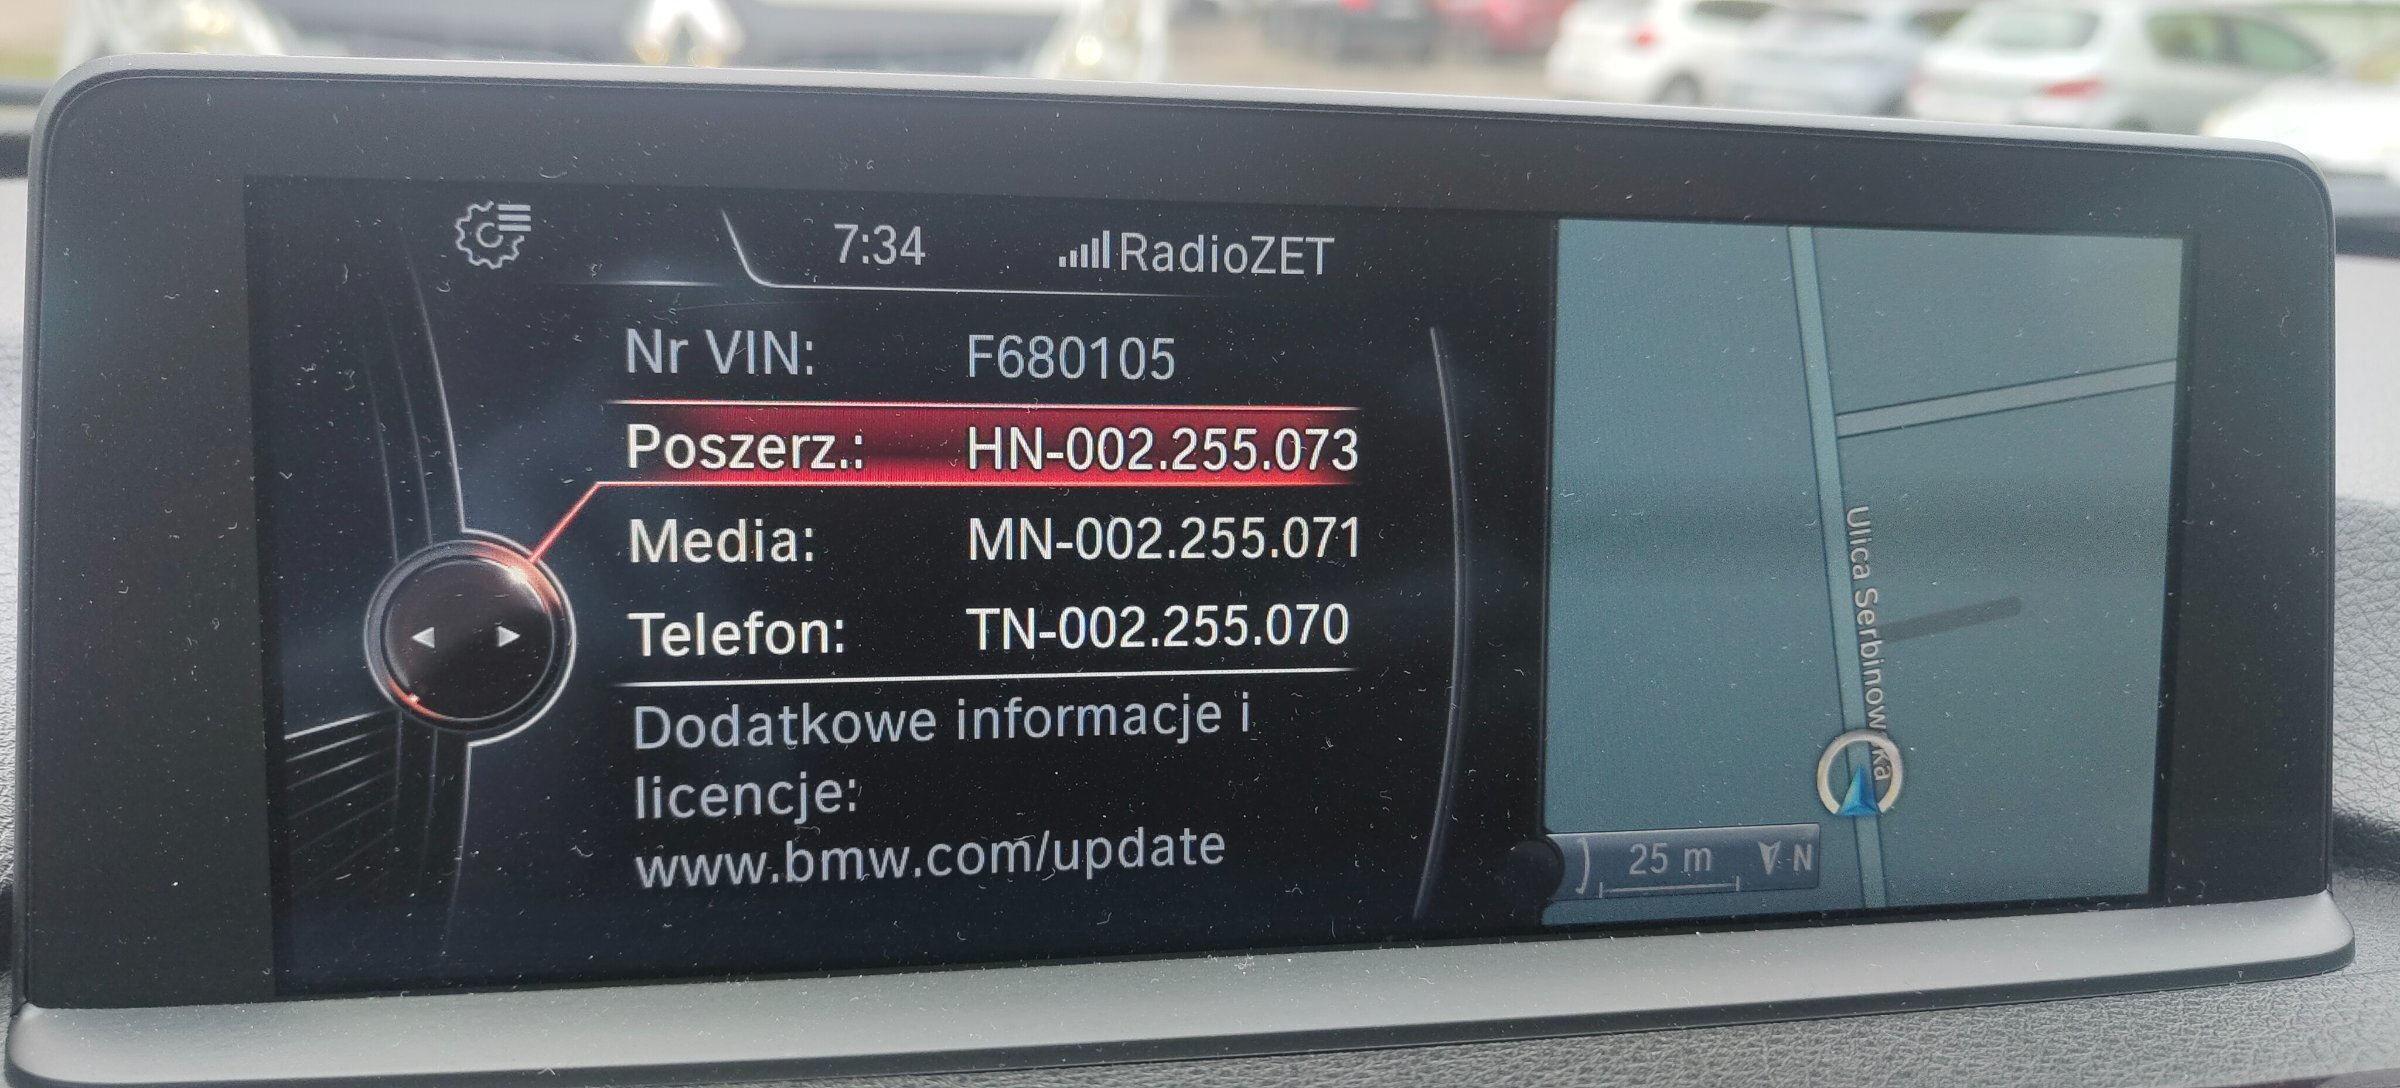 7:34 RadioZET
Nr VIN: F680105
Poszerz.: HN-002.255.073
Media: MN-002.255.071
Telefon: TN-002.255.070
Dodatkowe informacje i
licencje:
www.bmw.com/update
Ulica Serbinowska
25 m N